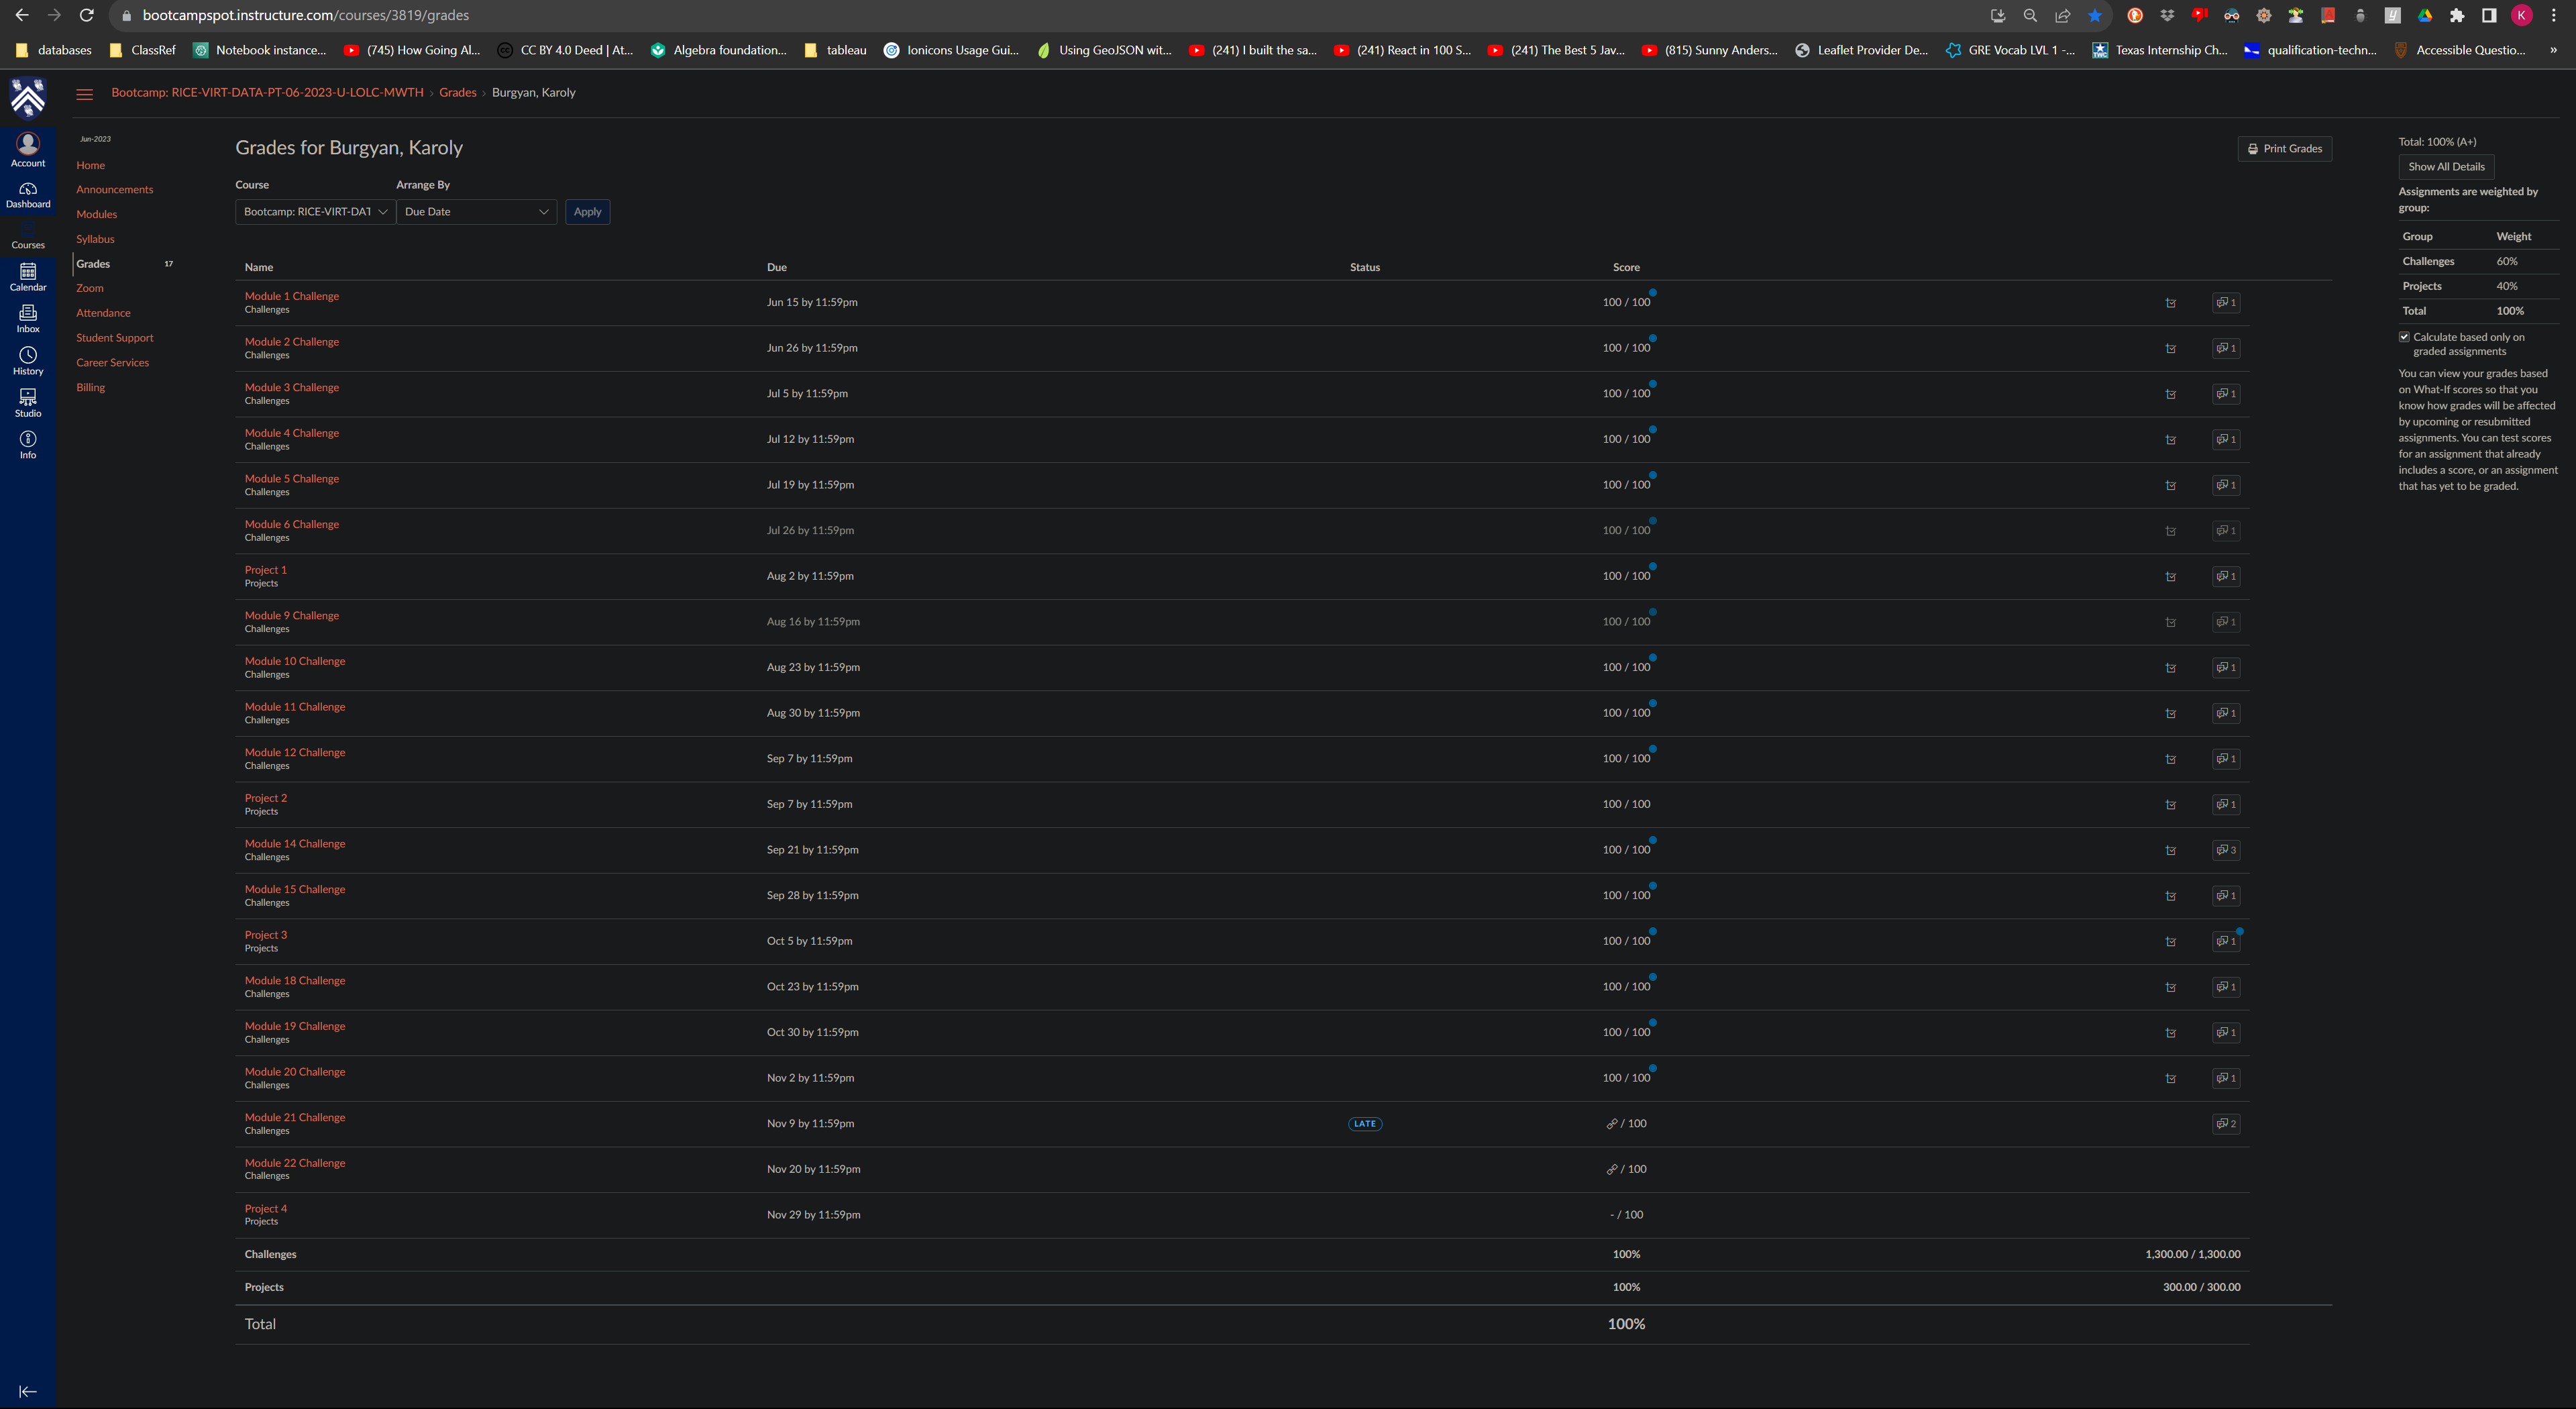 bootcampspot.instructure.com/courses/3819/grades
K
databases ClassRef Notebook instance... (745) How Going Al... CC BY 4.0 Deed | At... Algebra foundation... tableau Ionicons Usage Gui... Using GeoJSON wit... (241) I built the sa... (241) React in 100 S... (241) The Best 5 Jav... (815) Sunny Anders... Leaflet Provider De... GRE Vocab LVL 1 -... Texas Internship Ch... qualification-techn... Accessible Questio... »
Bootcamp: RICE-VIRT-DATA-PT-06-2023-U-LOLC-MWTH › Grades › Burgyan, Karoly
Account
Dashboard
Courses
Calendar
Inbox
History
Studio
Info
Jun-2023
Home
Announcements
Modules
Syllabus
Grades 17
Zoom
Attendance
Student Support
Career Services
Billing
Grades for Burgyan, Karoly
Print Grades
Course Arrange By
Bootcamp: RICE-VIRT-DAT Due Date Apply
Name Due Status Score
Module 1 Challenge
Challenges
Jun 15 by 11:59pm 100 / 100 1
Module 2 Challenge
Challenges
Jun 26 by 11:59pm 100 / 100 1
Module 3 Challenge
Challenges
Jul 5 by 11:59pm 100 / 100 1
Module 4 Challenge
Challenges
Jul 12 by 11:59pm 100 / 100 1
Module 5 Challenge
Challenges
Jul 19 by 11:59pm 100 / 100 1
Module 6 Challenge
Challenges
Jul 26 by 11:59pm 100 / 100 1
Project 1
Projects
Aug 2 by 11:59pm 100 / 100 1
Module 9 Challenge
Challenges
Aug 16 by 11:59pm 100 / 100 1
Module 10 Challenge
Challenges
Aug 23 by 11:59pm 100 / 100 1
Module 11 Challenge
Challenges
Aug 30 by 11:59pm 100 / 100 1
Module 12 Challenge
Challenges
Sep 7 by 11:59pm 100 / 100 1
Project 2
Projects
Sep 7 by 11:59pm 100 / 100 1
Module 14 Challenge
Challenges
Sep 21 by 11:59pm 100 / 100 3
Module 15 Challenge
Challenges
Sep 28 by 11:59pm 100 / 100 1
Project 3
Projects
Oct 5 by 11:59pm 100 / 100 1
Module 18 Challenge
Challenges
Oct 23 by 11:59pm 100 / 100 1
Module 19 Challenge
Challenges
Oct 30 by 11:59pm 100 / 100 1
Module 20 Challenge
Challenges
Nov 2 by 11:59pm 100 / 100 1
Module 21 Challenge
Challenges
Nov 9 by 11:59pm LATE / 100 2
Module 22 Challenge
Challenges
Nov 20 by 11:59pm / 100
Project 4
Projects
Nov 29 by 11:59pm - / 100
Challenges 100% 1,300.00 / 1,300.00
Projects 100% 300.00 / 300.00
Total 100%
Total: 100% (A+)
Show All Details
Assignments are weighted by
group:
Group Weight
Challenges 60%
Projects 40%
Total 100%
Calculate based only on
graded assignments
You can view your grades based
on What-If scores so that you
know how grades will be affected
by upcoming or resubmitted
assignments. You can test scores
for an assignment that already
includes a score, or an assignment
that has yet to be graded.